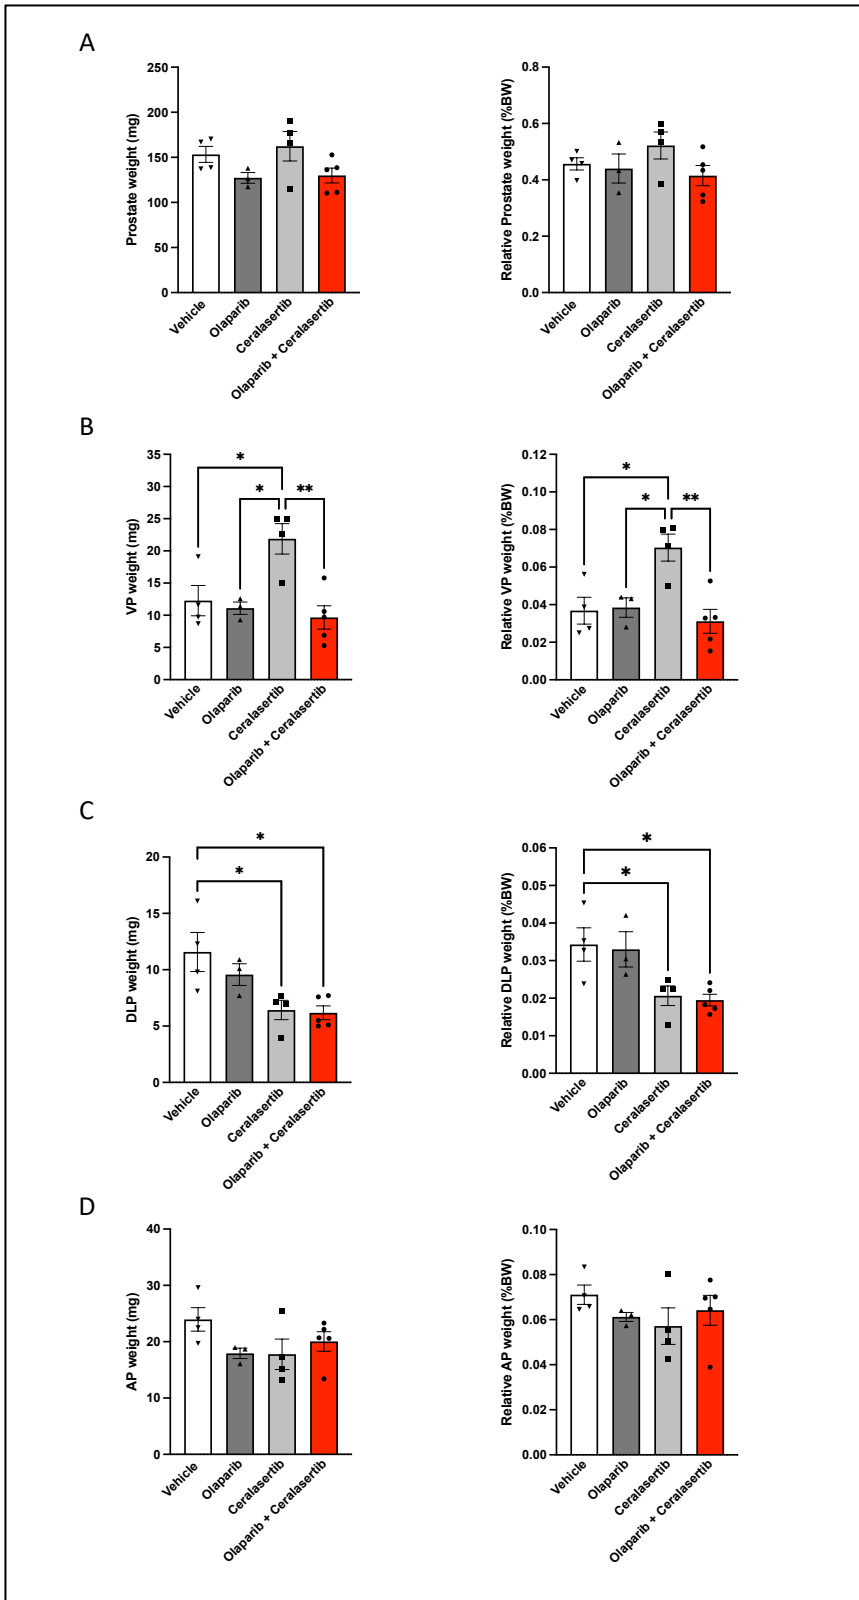 A
Prostate weight (mg)
250
200
150
100
50
0
Vehicle
Olaparib
Ceralasertib
Olaparib + Ceralasertib
Relative Prostate weight (%BW)
0.8
0.6
0.4
0.2
0.0
Vehicle
Olaparib
Ceralasertib
Olaparib + Ceralasertib
B
VP weight (mg)
35
30
25
20
15
10
5
0
*
*
**
Vehicle
Olaparib
Ceralasertib
Olaparib + Ceralasertib
Relative VP weight (%BW)
0.12
0.10
0.08
0.06
0.04
0.02
0.00
*
*
**
Vehicle
Olaparib
Ceralasertib
Olaparib + Ceralasertib
C
DLP weight (mg)
20
15
10
5
0
*
*
Vehicle
Olaparib
Ceralasertib
Olaparib + Ceralasertib
Relative DLP weight (%BW)
0.06
0.05
0.04
0.03
0.02
0.01
0.00
*
*
Vehicle
Olaparib
Ceralasertib
Olaparib + Ceralasertib
D
AP weight (mg)
40
30
20
10
0
Vehicle
Olaparib
Ceralasertib
Olaparib + Ceralasertib
Relative AP weight (%BW)
0.10
0.08
0.06
0.04
0.02
0.00
Vehicle
Olaparib
Ceralasertib
Olaparib + Ceralasertib